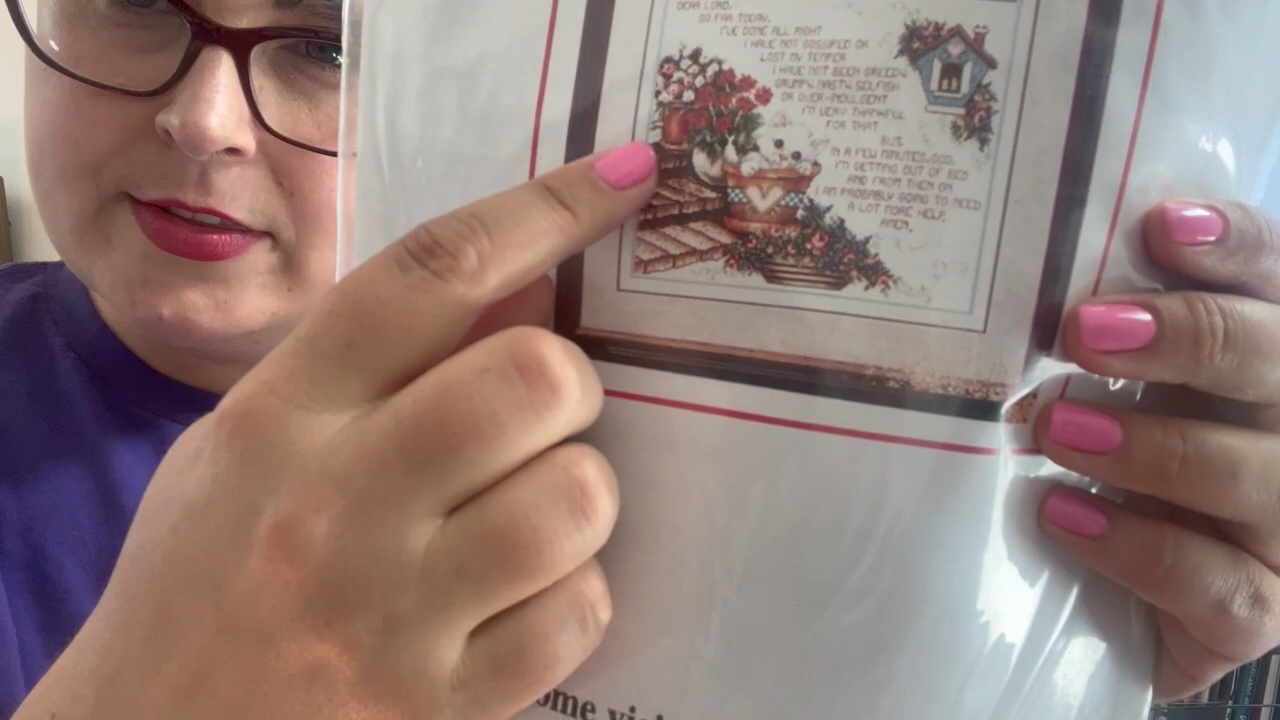 DEAR LORD,
SO FAR TODAY,
I'VE DONE ALL RIGHT
I HAVE NOT GOSSIPED OR
LOST MY TEMPER
I HAVE NOT BEEN GREEDY,
GRUMPY, NASTY, SELFISH
OR OVER-INDULGENT
I'M VERY THANKFUL
FOR THAT
BUT,
IN A FEW MINUTES, GOD,
I'M GETTING OUT OF BED
AND FROM THEN ON
I AM PROBABLY GOING TO NEED
A LOT MORE HELP,
AMEN.